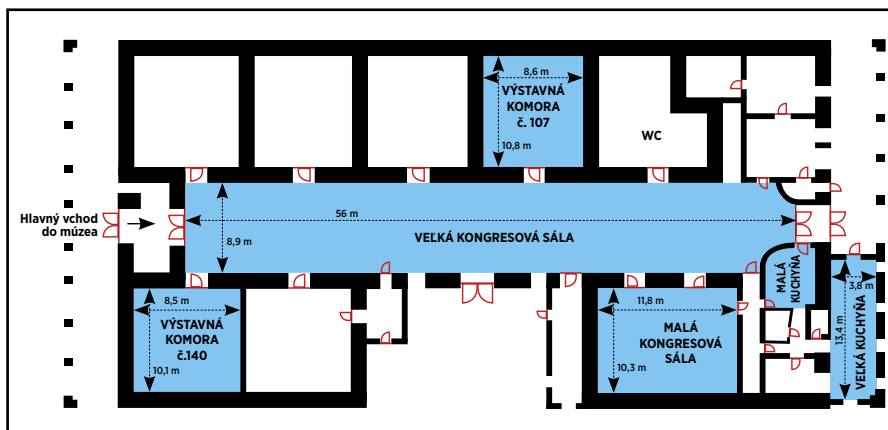 8,6 m
VÝSTAVNÁ
KOMORA
č. 107
10,8 m
WC
Hlavný vchod
do múzea
56 m
8,9 m
VEĽKÁ KONGRESOVÁ SÁLA
MALÁ
KUCHYŇA
3,8 m
13,4 m
VEĽKÁ KUCHYŇA
8,5 m
VÝSTAVNÁ
KOMORA
č.140
10,1 m
11,8 m
MALÁ
KONGRESOVÁ
SÁLA
10,3 m